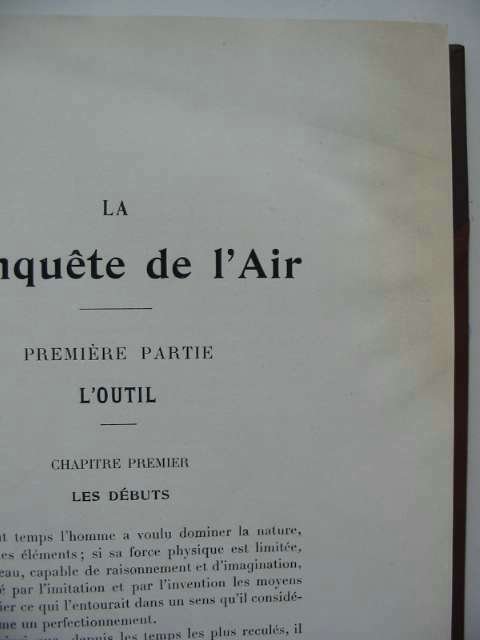 LA
nquête de l'Air
PREMIÈRE PARTIE
L'OUTIL
CHAPITRE PREMIER
LES DÉBUTS
t temps l'homme a voulu dominer la nature,
es éléments; si sa force physique est limitée,
eau, capable de raisonnement et d'imagination,
é par l'imitation et par l'invention les moyens
ier ce qui l'entourait dans un sens qu'il considé-
me un perfectionnement.
depuis les temps les plus reculés, il